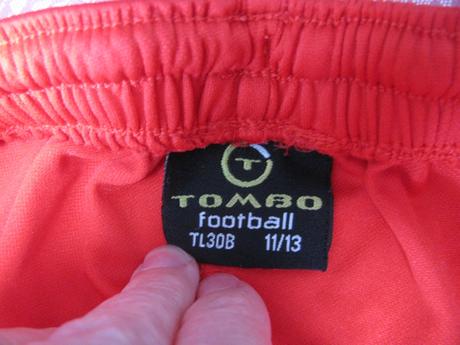 T
TOMBO
football
TL30B 11/13